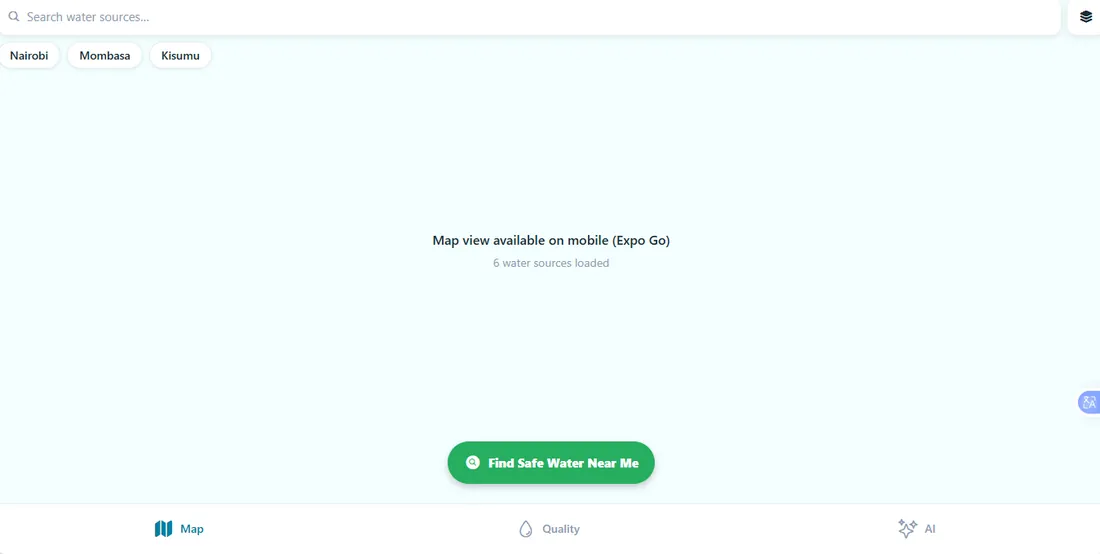 Search water sources...
Nairobi
Mombasa
Kisumu
Map view available on mobile (Expo Go)
6 water sources loaded
Find Safe Water Near Me
Map
Quality
AI